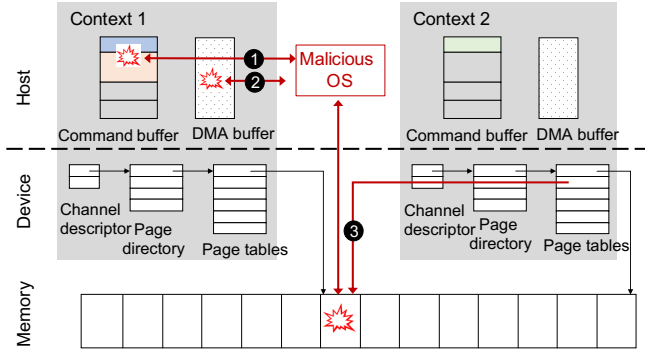 Context 1
Context 2
Host
1
2
Malicious
OS
Command buffer
DMA buffer
Command buffer
DMA buffer
Device
Channel
descriptor
Page
directory
Page tables
3
Channel
descriptor
Page
directory
Page tables
Memory